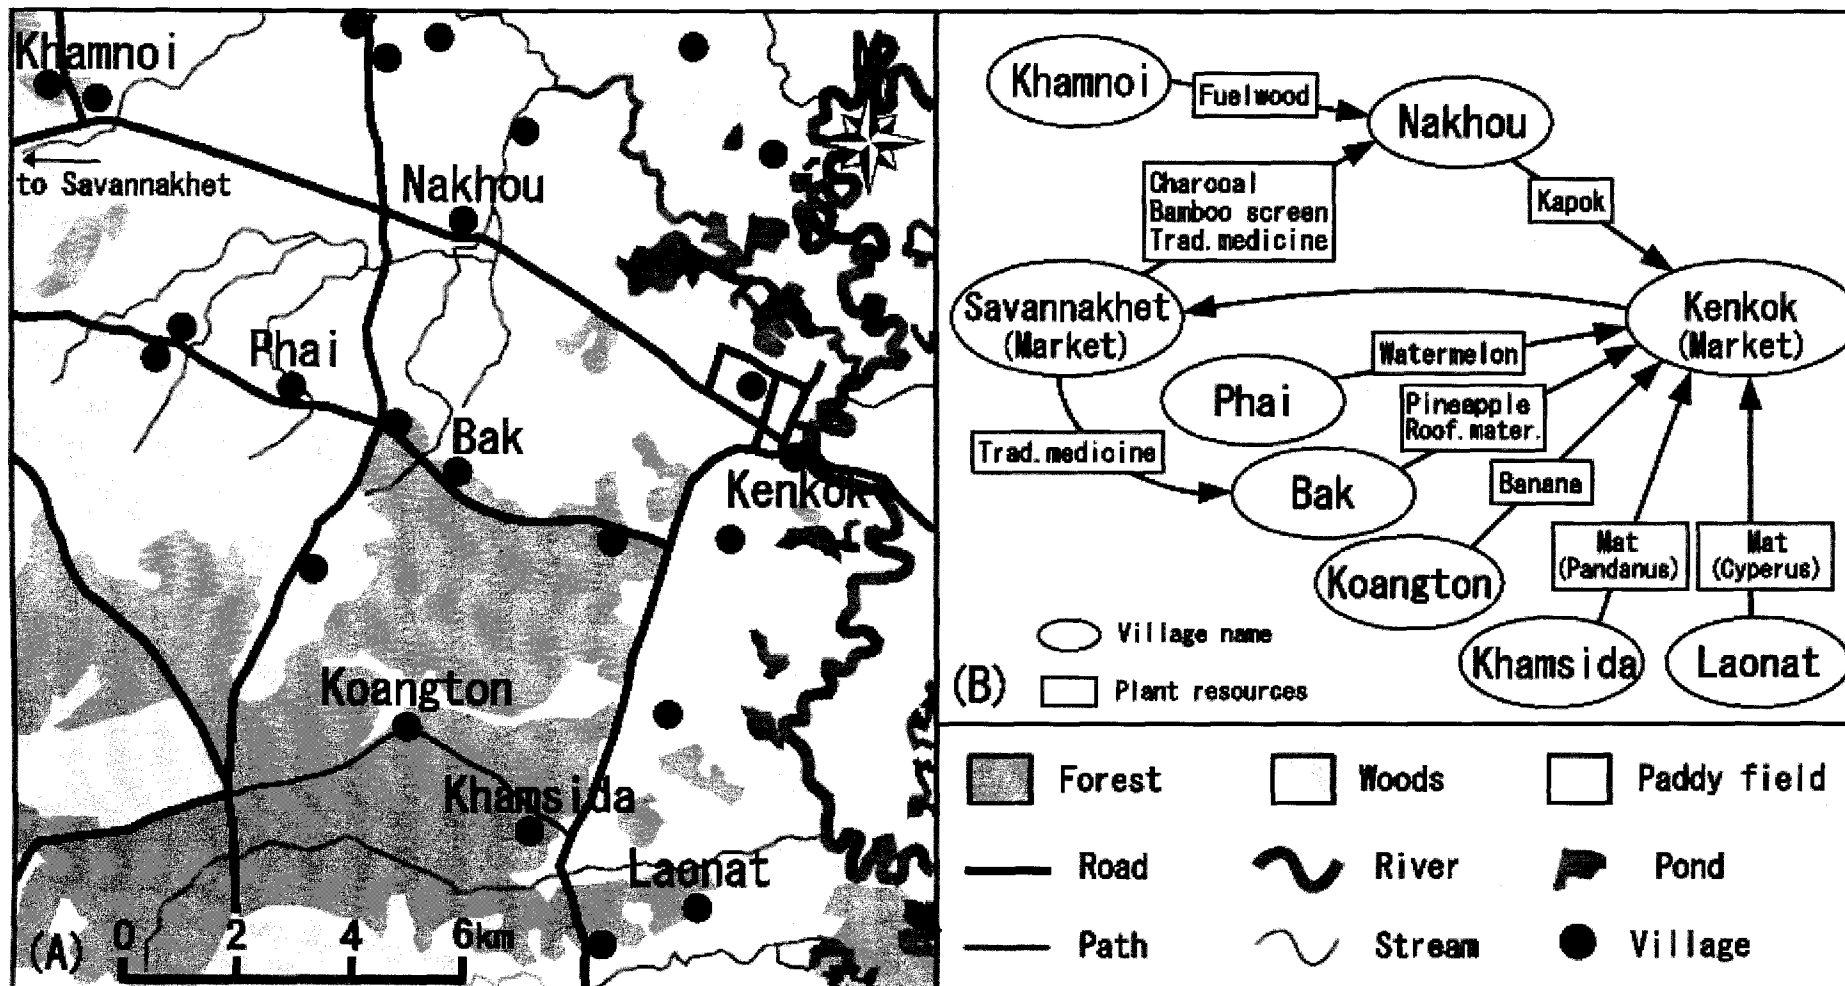 Khamnoi
to Savannakhet
Nakhou
Phai
Bak
Kenkok
Koangton
Khamsida
Laonat
(A)
0 2 4 6km
N
Khamnoi
Fuelwood
Nakhou
Charcoal
Bamboo screen
Trad.medicine
Kapok
Savannakhet
(Market)
Kenkok
(Market)
Watermelon
Phai
Pineapple
Roof.mater.
Trad.medicine
Bak
Banana
Koangton
Mat
(Pandanus)
Mat
(Cyperus)
Khamsida
Laonat
Village name
Plant resources
(B)
Forest
Woods
Paddy field
Road
River
Pond
Path
Stream
Village